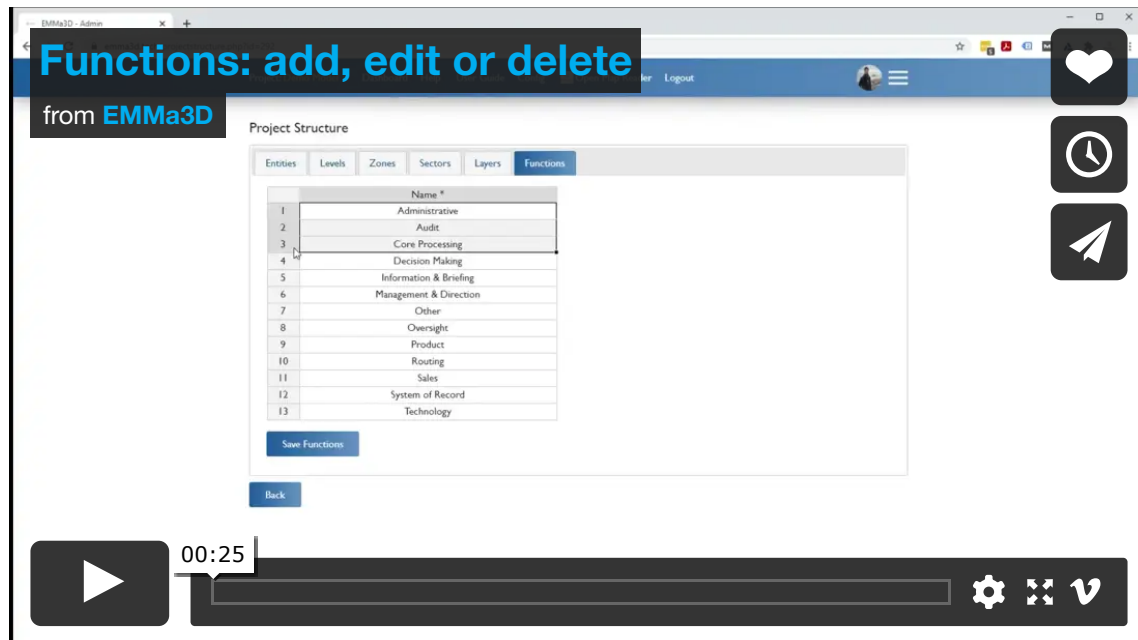 EMMa3D - Admin
Functions: add, edit or delete
Logout
from EMMa3D
Project Structure
Entities Levels Zones Sectors Layers Functions
Name *
1 Administrative
2 Audit
3 Core Processing
4 Decision Making
5 Information & Briefing
6 Management & Direction
7 Other
8 Oversight
9 Product
10 Routing
11 Sales
12 System of Record
13 Technology
Save Functions
Back
00:25